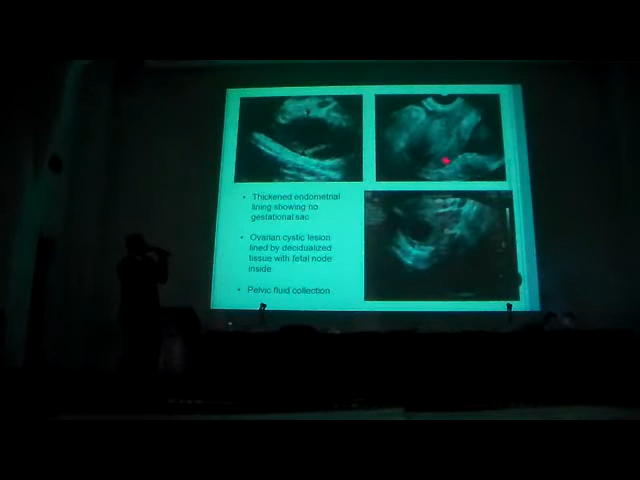 • Thickened endometrial
lining showing no
gestational sac
• Ovarian cystic lesion
lined by decidualized
tissue with fetal node
inside
• Pelvic fluid collection